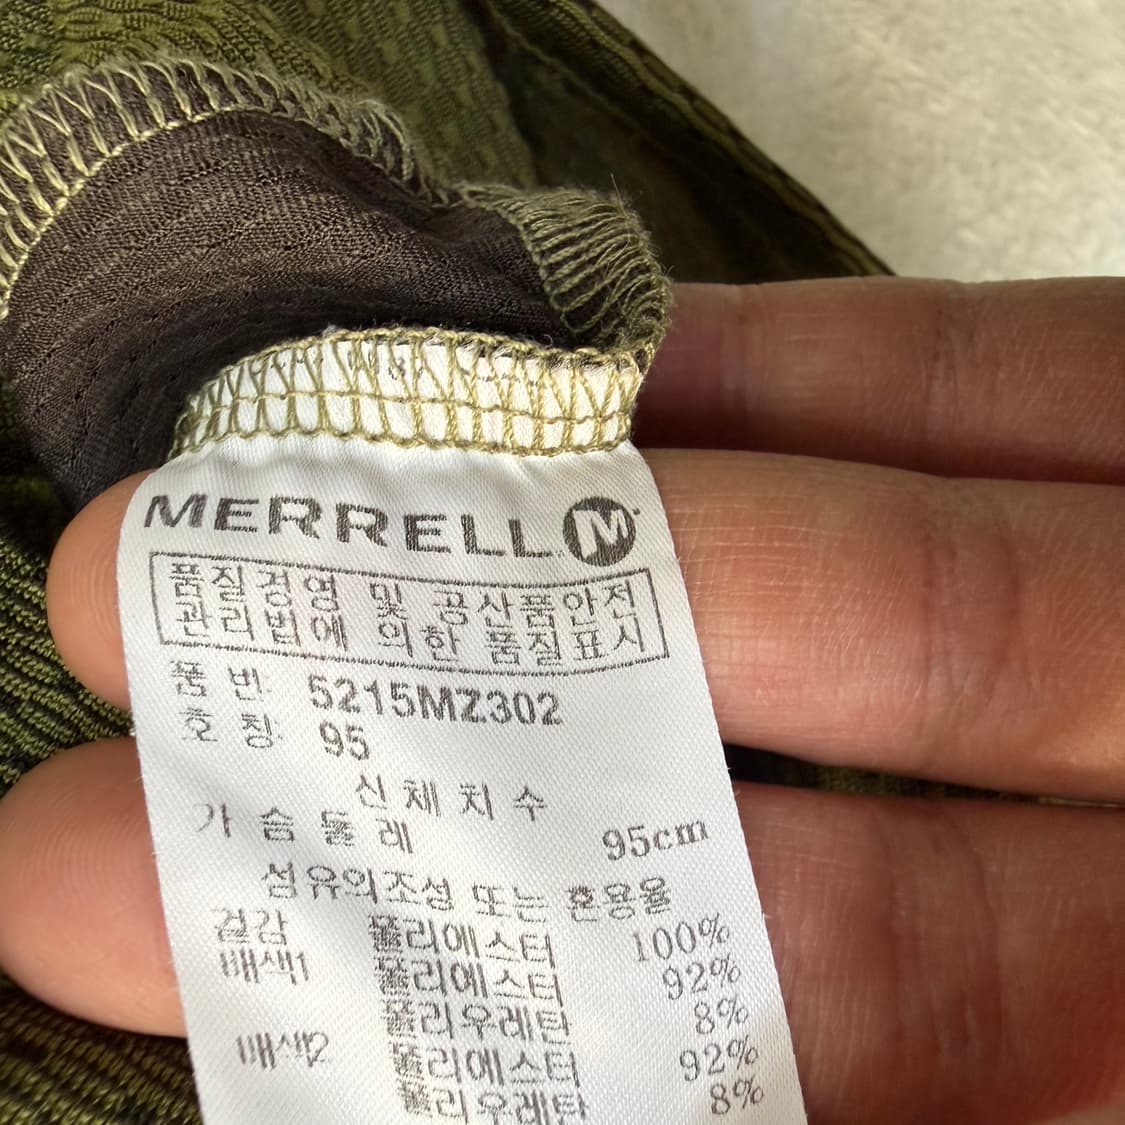 MERRELL M
품질경영 및 공산품안전
관리법에 의한 품질표시
품 번 5215MZ302
호 칭 95
신 체 치 수
가 슴 둘 레 95cm
섬유의조성 또는 혼용율
겉감 폴리에스터 100%
배색1 폴리에스터 92%
폴리우레탄 8%
배색2 폴리에스터 92%
폴리우레탄 8%